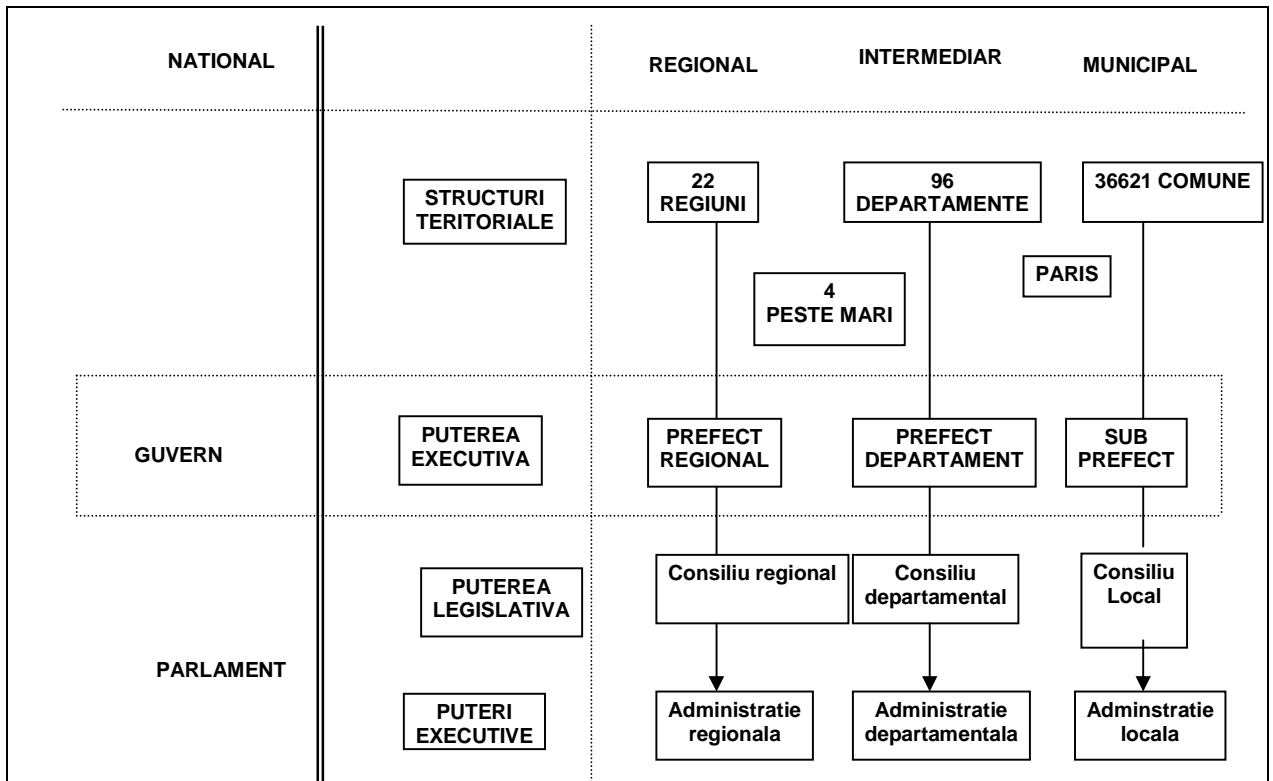 NATIONAL
REGIONAL
INTERMEDIAR
MUNICIPAL
STRUCTURI
TERITORIALE
22
REGIUNI
96
DEPARTAMENTE
36621 COMUNE
4
PESTE MARI
PARIS
GUVERN
PUTEREA
EXECUTIVA
PREFECT
REGIONAL
PREFECT
DEPARTAMENT
SUB
PREFECT
PUTEREA
LEGISLATIVA
Consiliu regional
Consiliu
departamental
Consiliu
Local
PARLAMENT
PUTERI
EXECUTIVE
Administratie
regionala
Administratie
departamentala
Adminstratie
locala